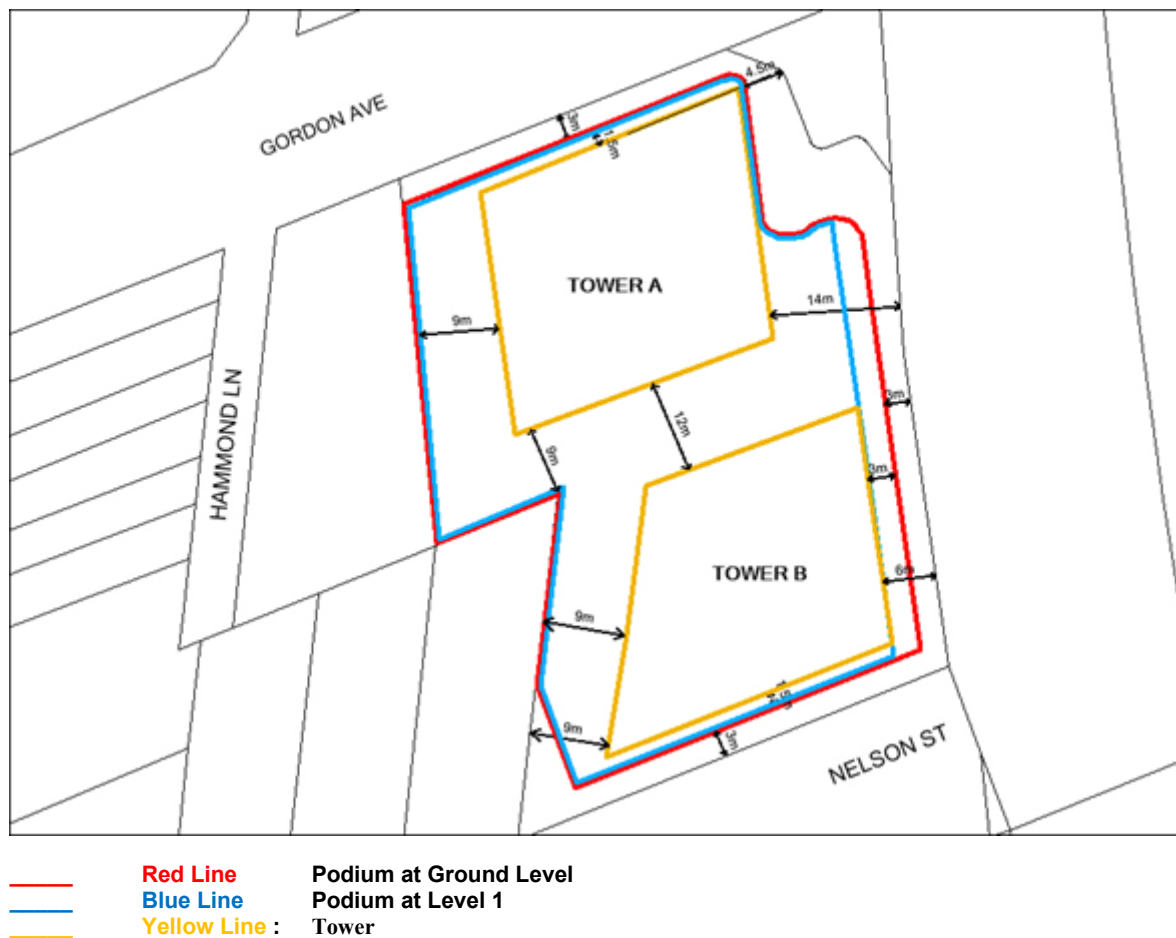 4.5m
GORDON AVE
3m
1.5m
TOWER A
14m
9m
HAMMOND LN
3m
12m
9m
3m
TOWER B
6m
9m
9m
3m
NELSON ST
Red Line Podium at Ground Level
Blue Line Podium at Level 1
Yellow Line : Tower